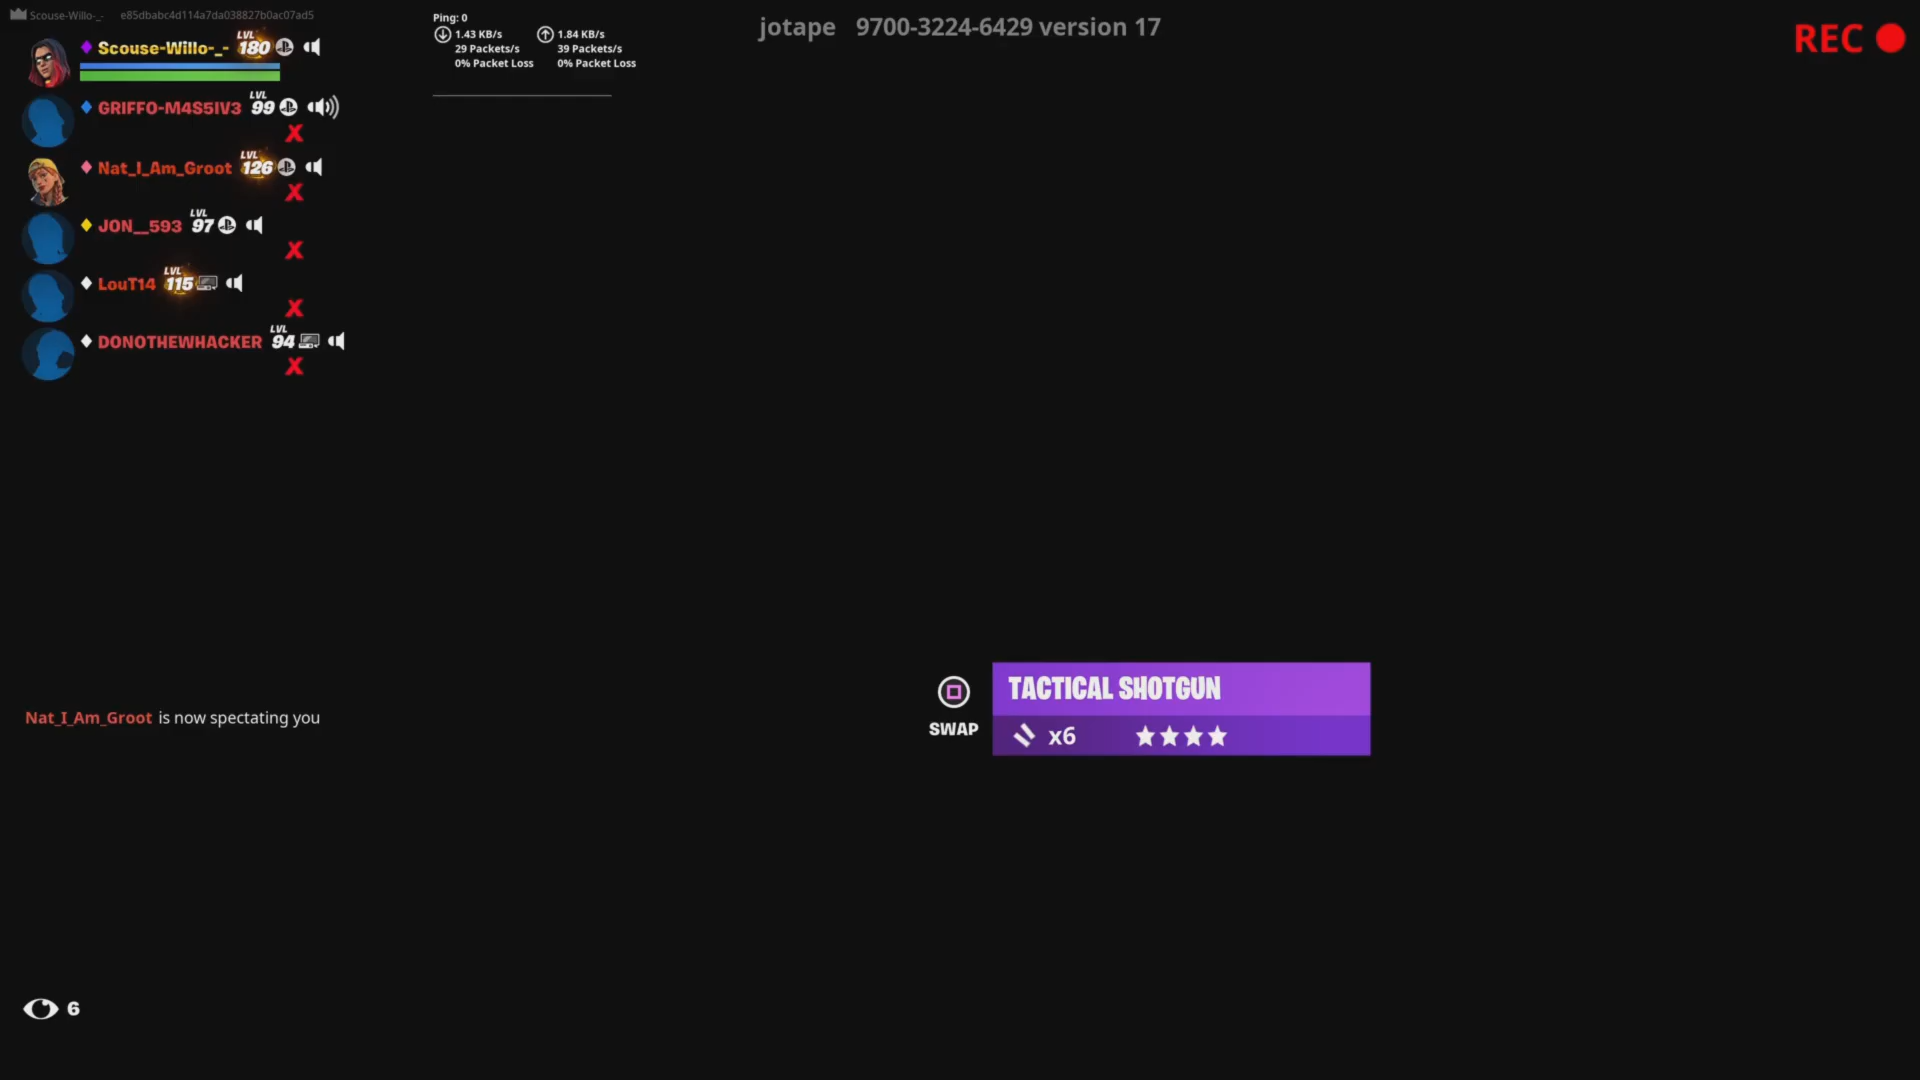 Scouse-Willo-_- e85dbabc4d114a7da038827b0ac07ad5
Scouse-Willo-_- LVL 180
GRIFFO-M4S5IV3 LVL 99
X
Nat_I_Am_Groot LVL 126
X
JON__593 LVL 97
X
LouT14 LVL 115
X
DONOTHEWHACKER LVL 94
X
Ping: 0
1.43 KB/s 1.84 KB/s
29 Packets/s 39 Packets/s
0% Packet Loss 0% Packet Loss
jotape 9700-3224-6429 version 17
REC
TACTICAL SHOTGUN
SWAP
x6
Nat_I_Am_Groot is now spectating you
6